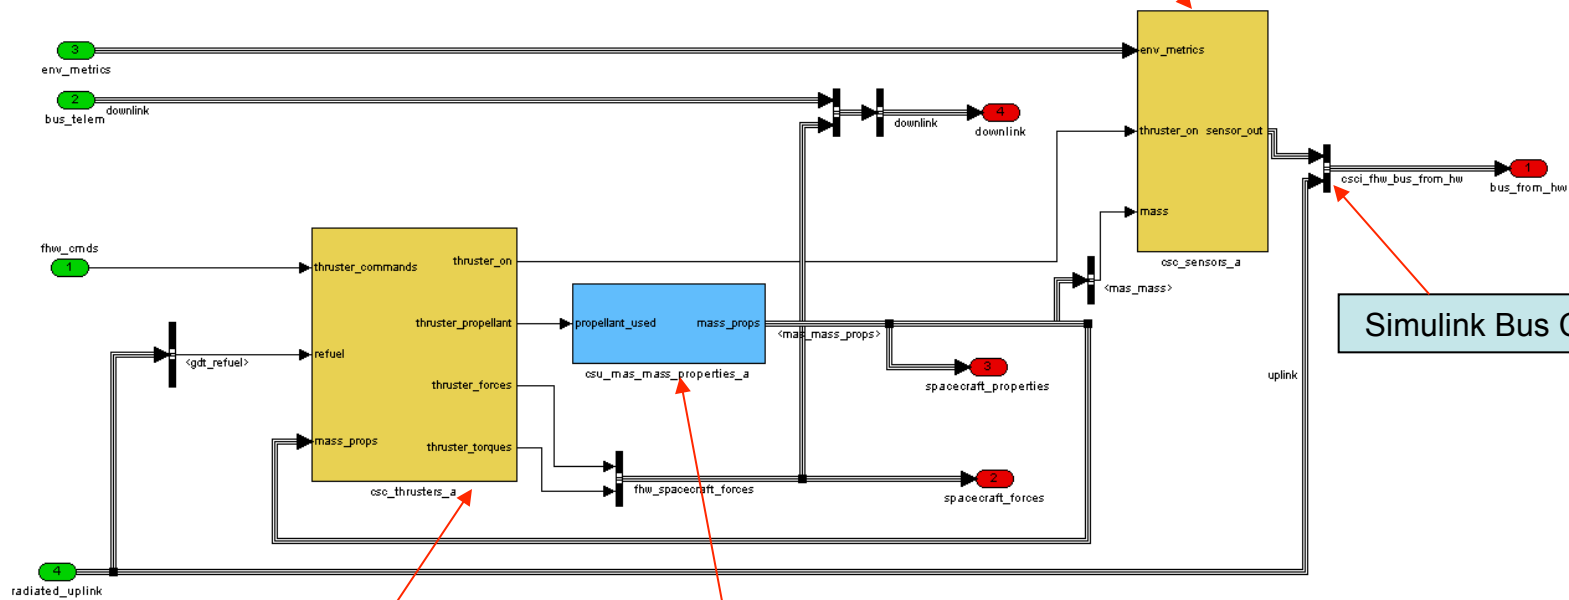 3
env_metrics
2
bus_telem
downlink
env_metrics
thruster_on
sensor_out
mass
csc_sensors_a
downlink
4
downlink
csci_fhw_bus_from_hw
1
bus_from_hw
fhw_cmds
1
thruster_commands
thruster_on
thruster_propellant
refuel
thruster_forces
mass_props
thruster_torques
csc_thrusters_a
<gdt_refuel>
propellant_used
mass_props
csu_mas_mass_properties_a
<mas_mass_props>
<mas_mass>
3
spacecraft_properties
fhw_spacecraft_forces
2
spacecraft_forces
Simulink Bus C
uplink
4
radiated_uplink